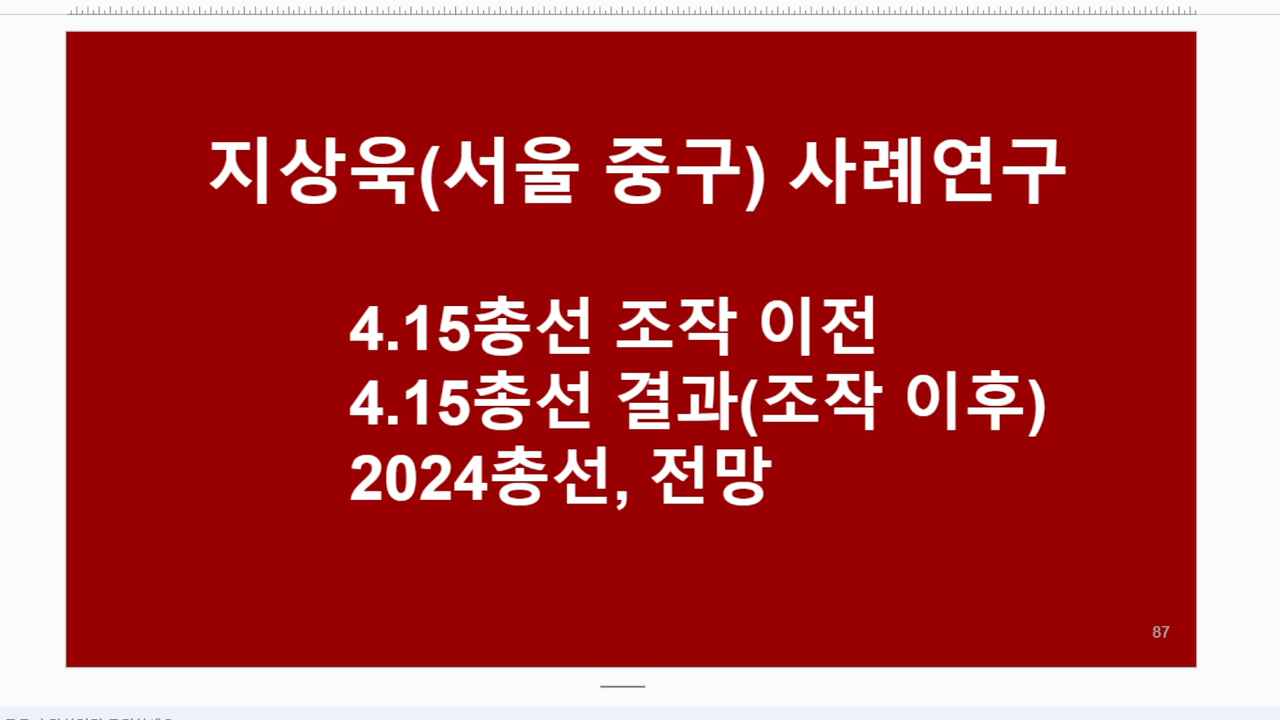 지상욱(서울 중구) 사례연구
4.15총선 조작 이전
4.15총선 결과(조작 이후)
2024총선, 전망
87